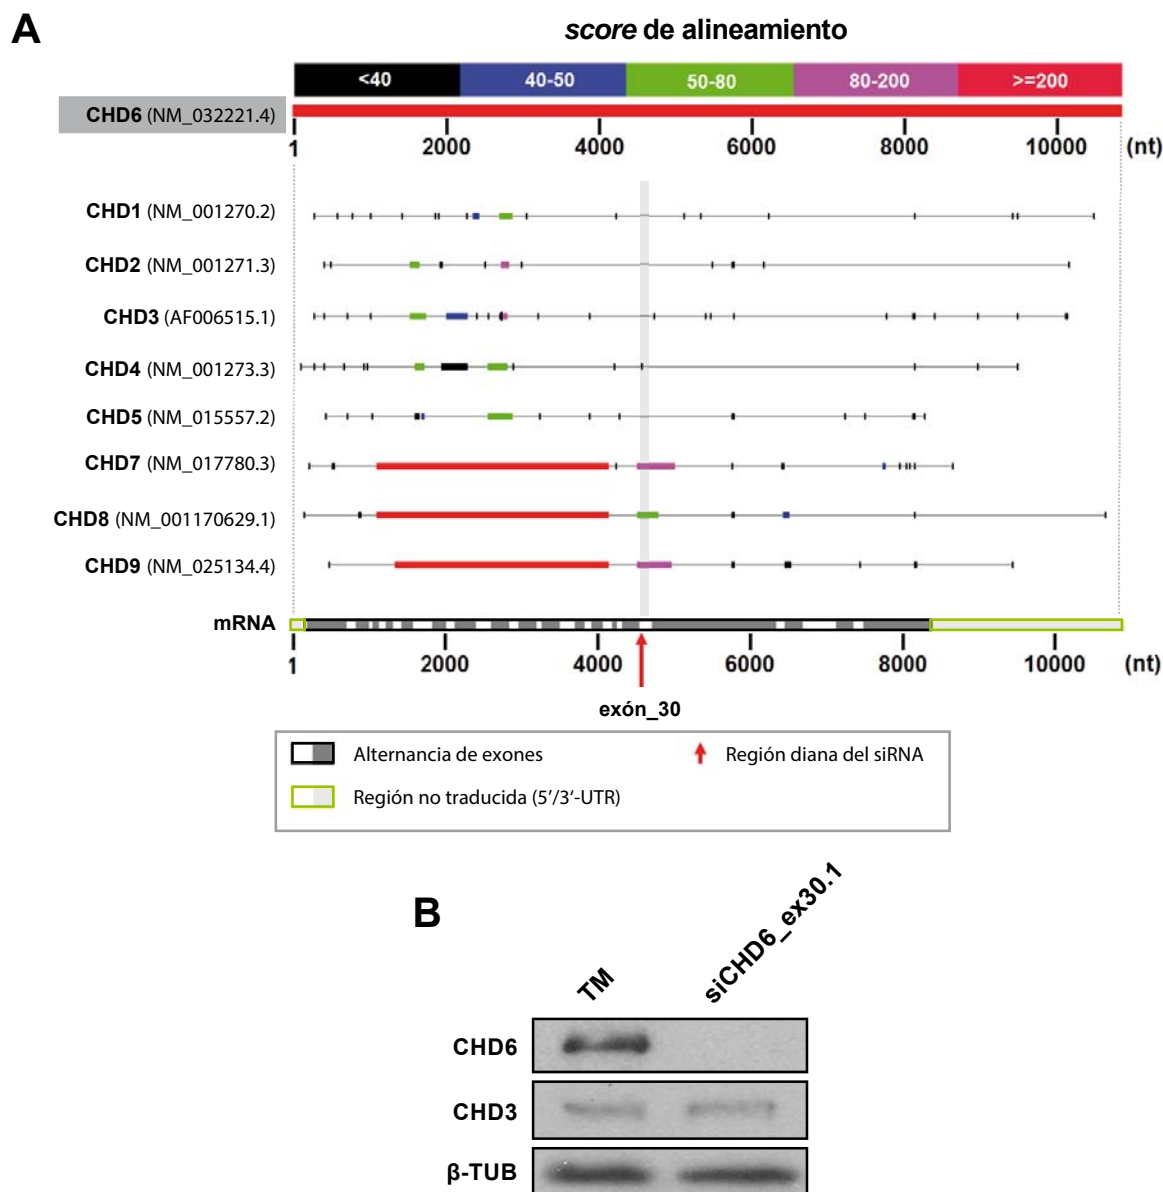 A
score de alineamiento
<40 40-50 50-80 80-200 >=200
CHD6 (NM_032221.4)
1 2000 4000 6000 8000 10000 (nt)
CHD1 (NM_001270.2)
CHD2 (NM_001271.3)
CHD3 (AF006515.1)
CHD4 (NM_001273.3)
CHD5 (NM_015557.2)
CHD7 (NM_017780.3)
CHD8 (NM_001170629.1)
CHD9 (NM_025134.4)
mRNA
1 2000 4000 6000 8000 10000 (nt)
exón_30
Alternancia de exones
Región diana del siRNA
Región no traducida (5’/3’-UTR)
B
TM siCHD6_ex30.1
CHD6
CHD3
β-TUB